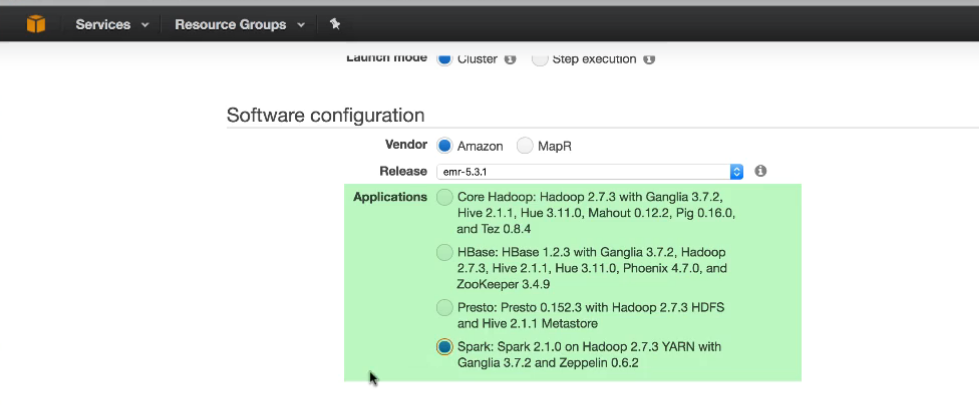 Services Resource Groups
Launch mode Cluster Step execution
Software configuration
Vendor Amazon MapR
Release emr-5.3.1
Applications Core Hadoop: Hadoop 2.7.3 with Ganglia 3.7.2,
Hive 2.1.1, Hue 3.11.0, Mahout 0.12.2, Pig 0.16.0,
and Tez 0.8.4
HBase: HBase 1.2.3 with Ganglia 3.7.2, Hadoop
2.7.3, Hive 2.1.1, Hue 3.11.0, Phoenix 4.7.0, and
ZooKeeper 3.4.9
Presto: Presto 0.152.3 with Hadoop 2.7.3 HDFS
and Hive 2.1.1 Metastore
Spark: Spark 2.1.0 on Hadoop 2.7.3 YARN with
Ganglia 3.7.2 and Zeppelin 0.6.2